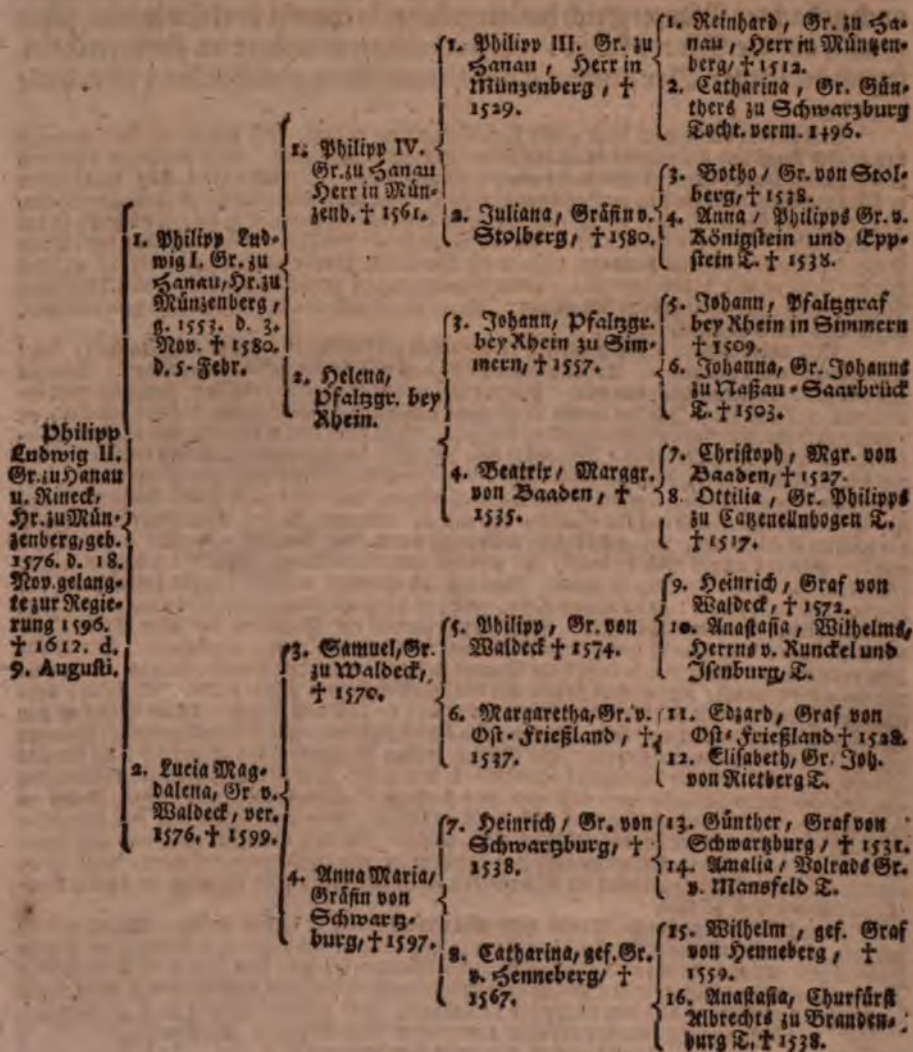 Philipp
Ludwig II.
Gr. zu Hanau
u. Rineck,
Hr. zu Mün-
zenberg, geb.
1576. d. 18.
Nov. gelang-
te zur Regie-
rung 1596.
† 1612. d.
9. Augusti.
1. Philipp Lud-
wig I. Gr. zu
Hanau, Hr. zu
Münzenberg,
g. 1553. d. 3.
Nov. † 1580.
d. 5. Febr.
2. Lucia Mag-
dalena, Gr v.
Waldeck, ver.
1576. † 1599.
1. Philipp IV.
Gr. zu Hanau
Herr in Mün-
zenb. † 1561.
2. Helena,
Pfaltzgr. bey
Rhein.
3. Samuel, Gr.
zu Waldeck,
† 1570.
4. Anna Maria,
Gräfin von
Schwartz-
burg, † 1597.
1. Philipp III. Gr. zu
Hanau, Herr in
Münzenberg, †
1529.
2. Juliana, Gräfin v.
Stolberg, † 1580.
3. Johann, Pfaltzgr.
bey Rhein zu Sim-
mern, † 1557.
4. Beatrix, Marggr.
von Baaden, †
1535.
5. Philipp, Gr. von
Waldeck † 1574.
6. Margaretha, Gr. v.
Ost-Frießland, †
1537.
7. Heinrich, Gr. von
Schwartzburg, †
1538.
8. Catharina, gef. Gr.
v. Henneberg, †
1567.
1. Reinhard, Gr. zu Ha-
nau, Herr in Müntzen-
berg, † 1512.
2. Catharina, Gr. Gün-
thers zu Schwarzburg
Tocht. verm. 1496.
3. Botho, Gr. von Stol-
berg, † 1538.
4. Anna, Philipps Gr. v.
Königstein und Epp-
stein T. † 1538.
5. Johann, Pfaltzgraf
bey Rhein in Simmern
† 1509.
6. Johanna, Gr. Johanns
zu Naßau-Saarbrück
T. † 1503.
7. Christoph, Mgr. von
Baaden, † 1527.
8. Ottilia, Gr. Philipps
zu Catzenellnbogen T.
† 1517.
9. Heinrich, Graf von
Waldeck, † 1572.
10. Anastasia, Wilhelms,
Herrns v. Runckel und
Isenburg, T.
11. Edzard, Graf von
Ost-Frießland † 1528.
12. Elisabeth, Gr. Joh.
von Rietberg T.
13. Günther, Graf von
Schwartzburg, † 1531.
14. Amalia, Volrads Gr.
v. Mansfeld T.
15. Wilhelm, gef. Graf
von Henneberg, †
1559.
16. Anastasia, Churfürst
Albrechts zu Branden-
burg T. † 1538.